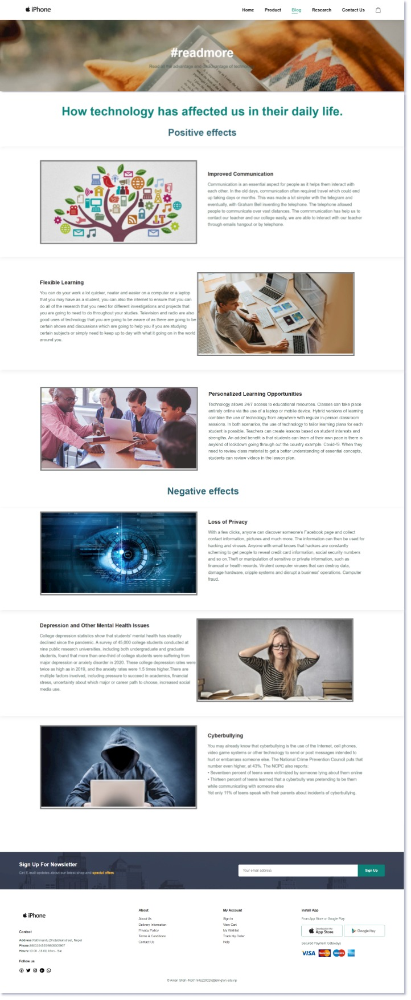 iPhone
Home Product Blog Research Contact Us
#readmore
Read all the advantage and disadvantage of technology
How technology has affected us in their daily life.
Positive effects
Improved Communication
Communication is an essential aspect for people as it helps them interact with
each other. In the old days, communication often required travel which could end
up taking days or months. This was made a lot simpler with the telegram and
eventually, with Graham Bell inventing the telephone. The telephone allowed
people to communicate over vast distances. The commmunication has help us to
contact our teacher and our college easily, we are able to interact with our teacher
through emails hangout or by telephone.
Flexible Learning
You can do your work a lot quicker, neater and easier on a computer or a laptop
that you may have as a student, you can also the internet to ensure that you can
do all of the research that you need for different investigations and projects that
you are going to need to do throughout your studies. Television and radio are also
good uses of technology that you are going to be aware of as there are going to be
certain shows and discussions which are going to help you if you are studying
certain subjects or simply need to keep up to day with what it going on in the world
around you.
Personalized Learning Opportunities
Technology allows 24/7 access to educational resources. Classes can take place
entirely online via the use of a laptop or mobile device. Hybrid versions of learning
combine the use of technology from anywhere with regular in-person classroom
sessions. In both scenarios, the use of technology to tailor learning plans for each
student is possible. Teachers can create lessons based on student interests and
strengths. An added benefit is that students can learn at their own pace is there is
anykind of lockdown going through out the country example: Covid-!9. When they
need to review class material to get a better understanding of essential concepts,
students can review videos in the lesson plan.
Negative effects
Loss of Privacy
With a few clicks, anyone can discover someone's Facebook page and collect
contact information, pictures and much more. The information can then be used for
hacking and viruses. Anyone with email knows that hackers are constantly
scheming to get people to reveal credit card information, social security numbers
and so on.Theft or manipulation of sensitive or private information, such as
financial or health records. Virulent computer viruses that can destroy data,
damage hardware, cripple systems and disrupt a business' operations. Computer
fraud.
Depression and Other Mental Health Issues
College depression statistics show that students' mental health has steadily
declined since the pandemic. A survey of 45,000 college students conducted at
nine public research universities, including both undergraduate and graduate
students, found that more than one-third of college students were suffering from
major depression or anxiety disorder in 2020. These college depression rates were
twice as high as in 2019, and the anxiety rates were 1.5 times higher.There are
multiple factors involved, including pressure to succeed in academics, financial
stress, uncertainty about which major or career path to choose, increased social
media use.
Cyberbullying
You may already know that cyberbullying is the use of the Internet, cell phones,
video game systems or other technology to send or post messages intended to
hurt or embarrass someone else. The National Crime Prevention Council puts that
number even higher, at 43%. The NCPC also reports:
• Seventeen percent of teens were victimized by someone lying about them online
• Thirteen percent of teens learned that a cyberbully was pretending to be them
while communicating with someone else
Yet only 11% of teens speak with their parents about incidents of cyberbullying.
Sign Up For Newsletter
Get E-mail updates about our latest shop and special offers
Your email address
Sign Up
iPhone
Contact
Address:Kathmandu,Bhotebhal street, Nepal
Phone:
Hours:10:00 -18:00, Mon - Sat
Follow us
About
About Us
Delivery Information
Privacy Policy
Terms & Conditions
Contact Us
My Account
Sign In
View Cart
My Wishlist
Track My Order
Help
Install App
From App Store or Google Play
Download on the
App Store
Google Play
Secured Payment Gateways
VISA MasterCard Maestro
© Aman Shah